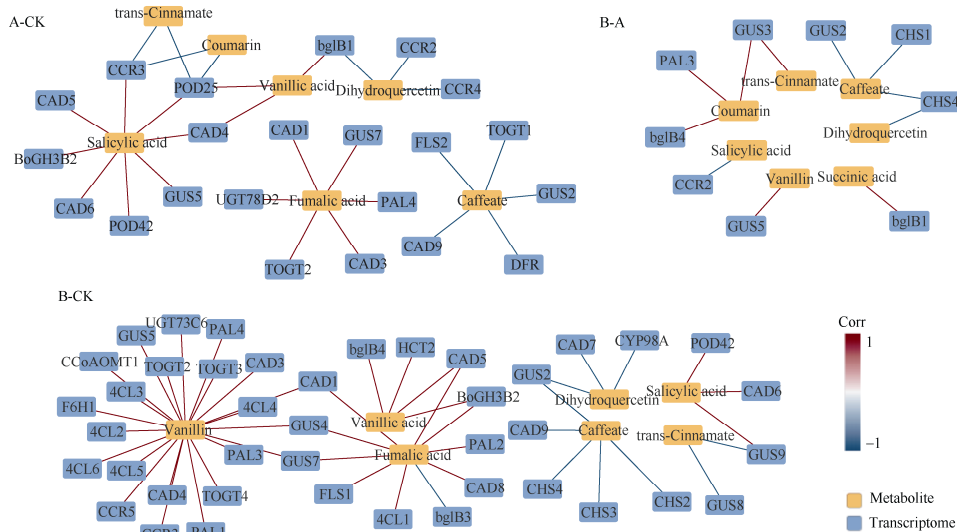 A-CK
trans-Cinnamate
Coumarin
CCR3
POD25
CAD5
Salicylic acid
BoGH3B2
CAD6
POD42
GUS5
CAD4
Vanillic acid
bglB1
CCR2
Dihydroquercetin
CCR4
CAD1
GUS7
UGT78D2
Fumalic acid
PAL4
TOGT2
CAD3
FLS2
TOGT1
Caffeate
GUS2
CAD9
DFR
B-A
GUS3
GUS2
CHS1
PAL3
trans-Cinnamate
Caffeate
CHS4
Coumarin
bglB4
Dihydroquercetin
Salicylic acid
CCR2
Vanillin
Succinic acid
GUS5
bglB1
B-CK
UGT73C6
GUS5
PAL4
CCoAOMT1
TOGT2
TOGT3
CAD3
4CL3
CAD1
F6H1
4CL4
4CL2
Vanillin
GUS4
4CL6
4CL5
PAL3
GUS7
CCR5
CAD4
TOGT4
PAL1
bglB4
HCT2
CAD5
BoGH3B2
Vanillic acid
Fumalic acid
PAL2
CAD8
FLS1
4CL1
bglB3
CAD7
CYP98A
GUS2
Dihydroquercetin
CAD9
Caffeate
CHS4
CHS3
CHS2
POD42
Salicylic acid
CAD6
trans-Cinnamate
GUS9
GUS8
Corr
1
−1
Metabolite
Transcriptome